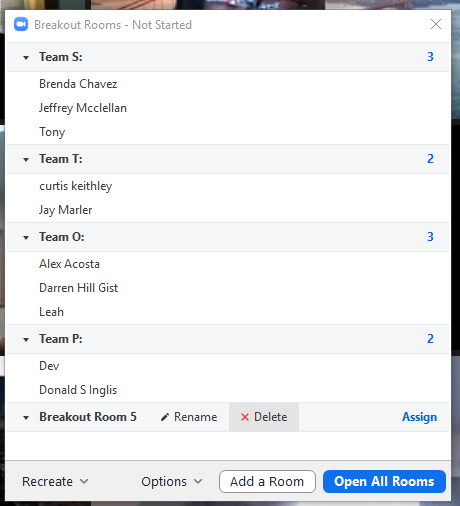 Breakout Rooms - Not Started
Team S: 3
Brenda Chavez
Jeffrey Mcclellan
Tony
Team T: 2
curtis keithley
Jay Marler
Team O: 3
Alex Acosta
Darren Hill Gist
Leah
Team P: 2
Dev
Donald S Inglis
Breakout Room 5 Rename Delete Assign
Recreate Options Add a Room Open All Rooms